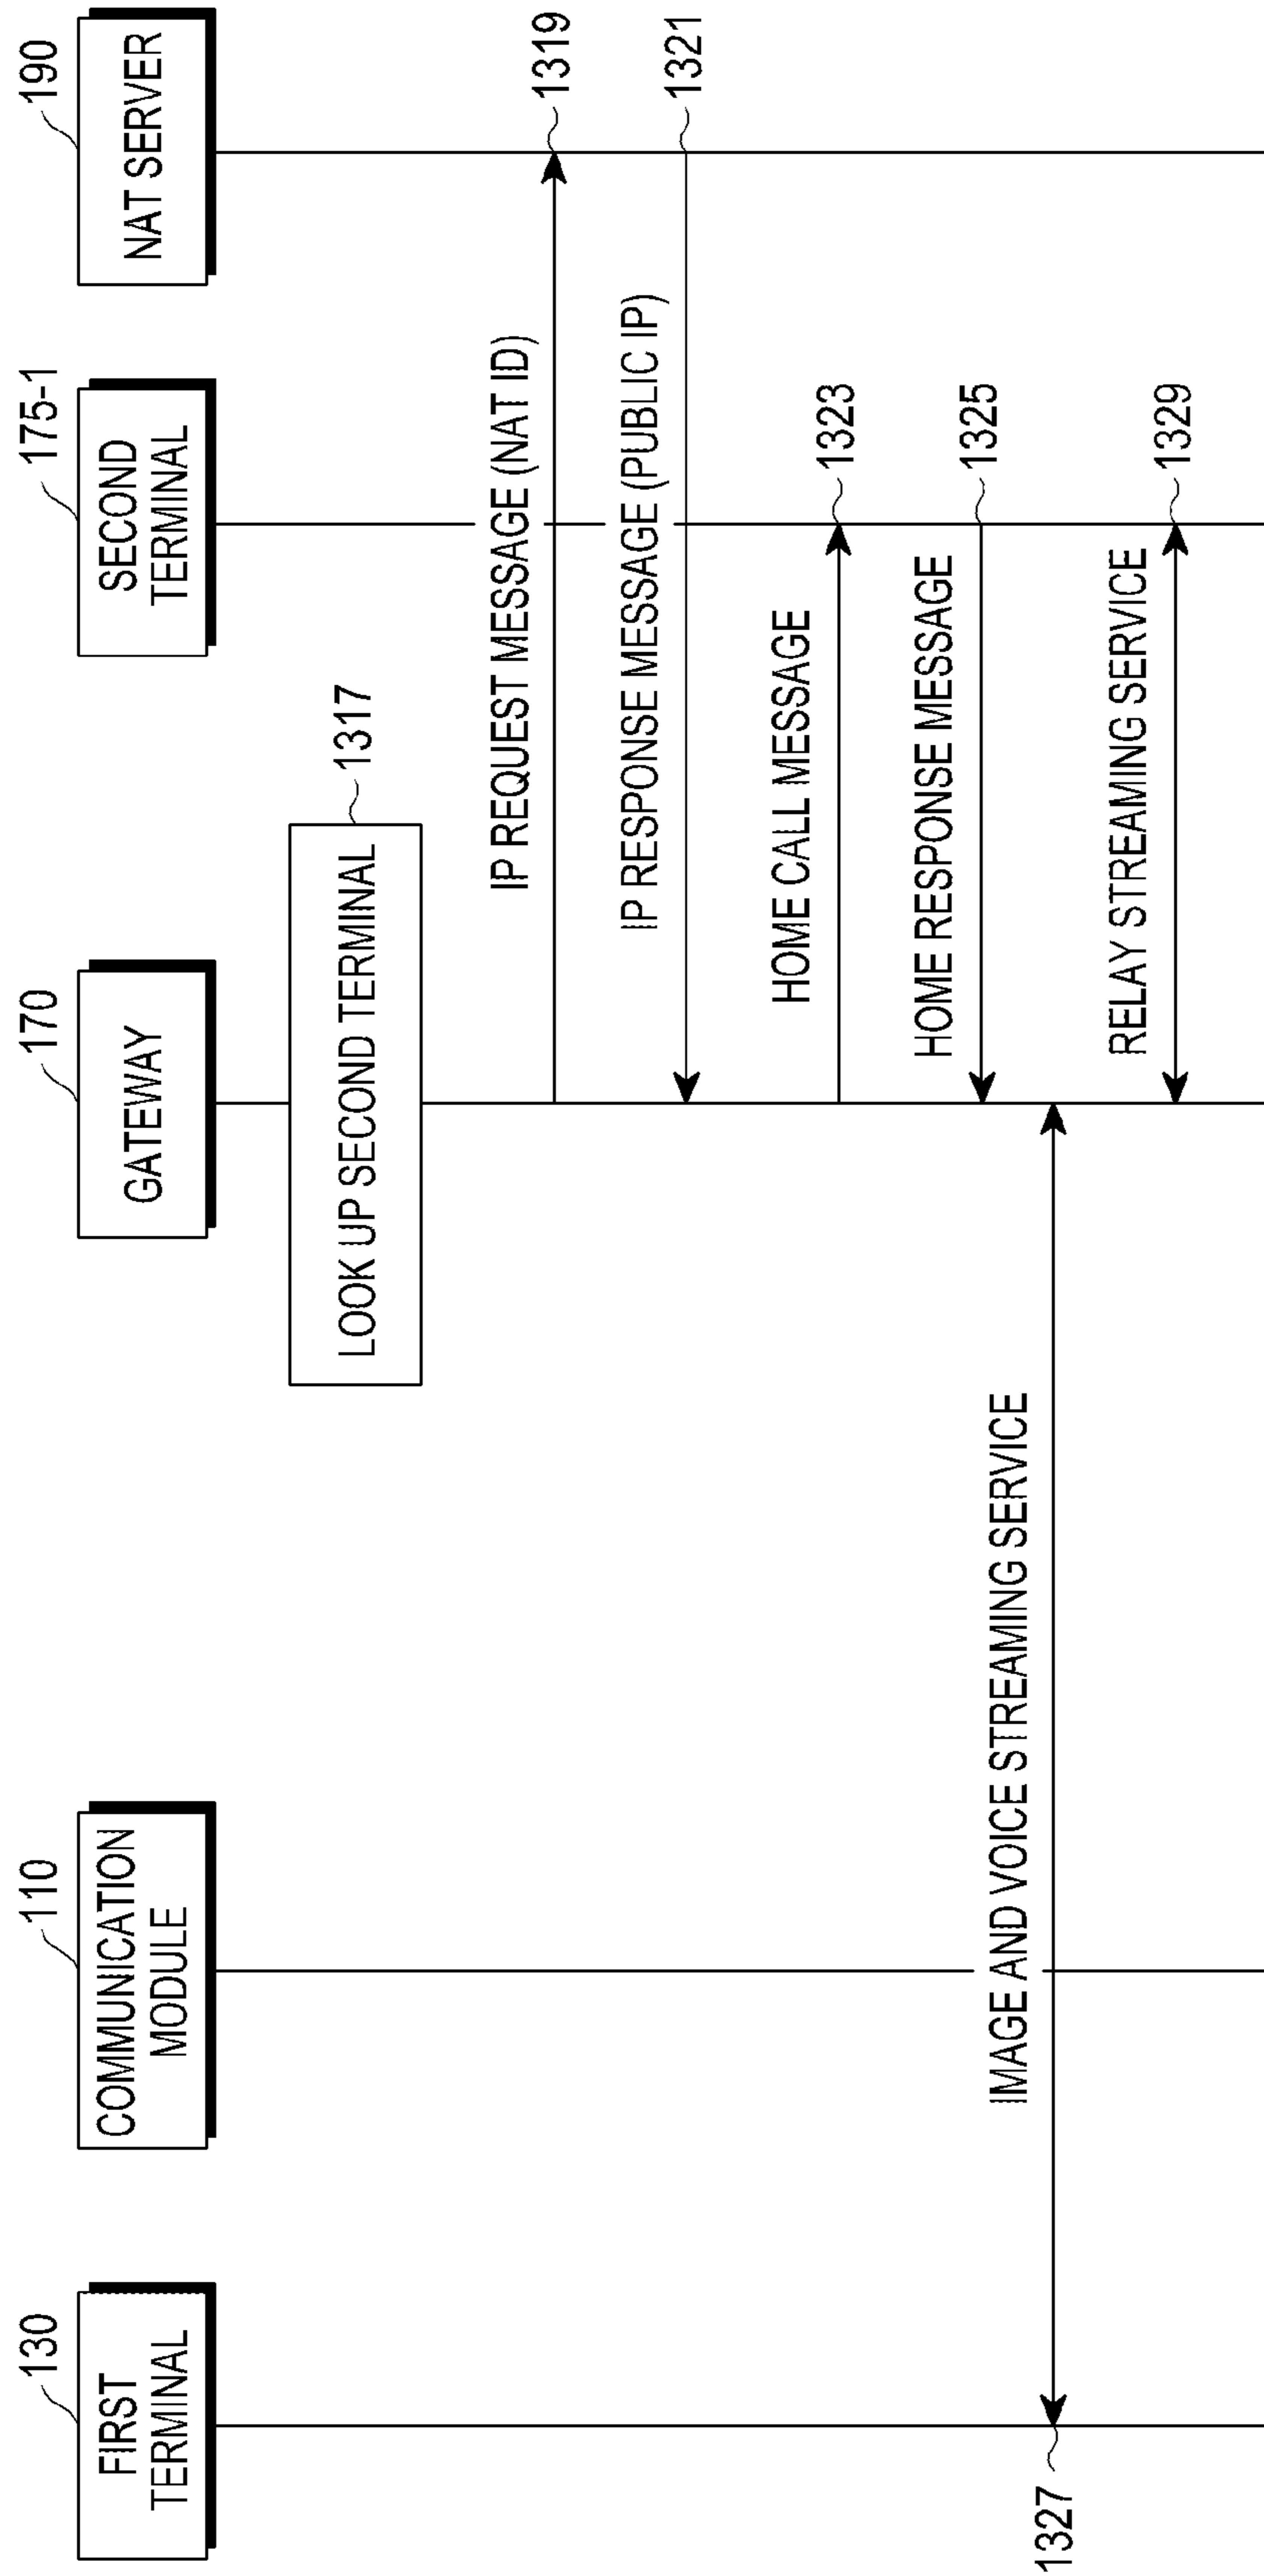 130
FIRST
TERMINAL
110
COMMUNICATION
MODULE
170
GATEWAY
175-1
SECOND
TERMINAL
190
NAT SERVER
LOOK UP SECOND TERMINAL
1317
IP REQUEST MESSAGE (NAT ID)
1319
IP RESPONSE MESSAGE (PUBLIC IP)
1321
HOME CALL MESSAGE
1323
HOME RESPONSE MESSAGE
1325
IMAGE AND VOICE STREAMING SERVICE
1327
RELAY STREAMING SERVICE
1329